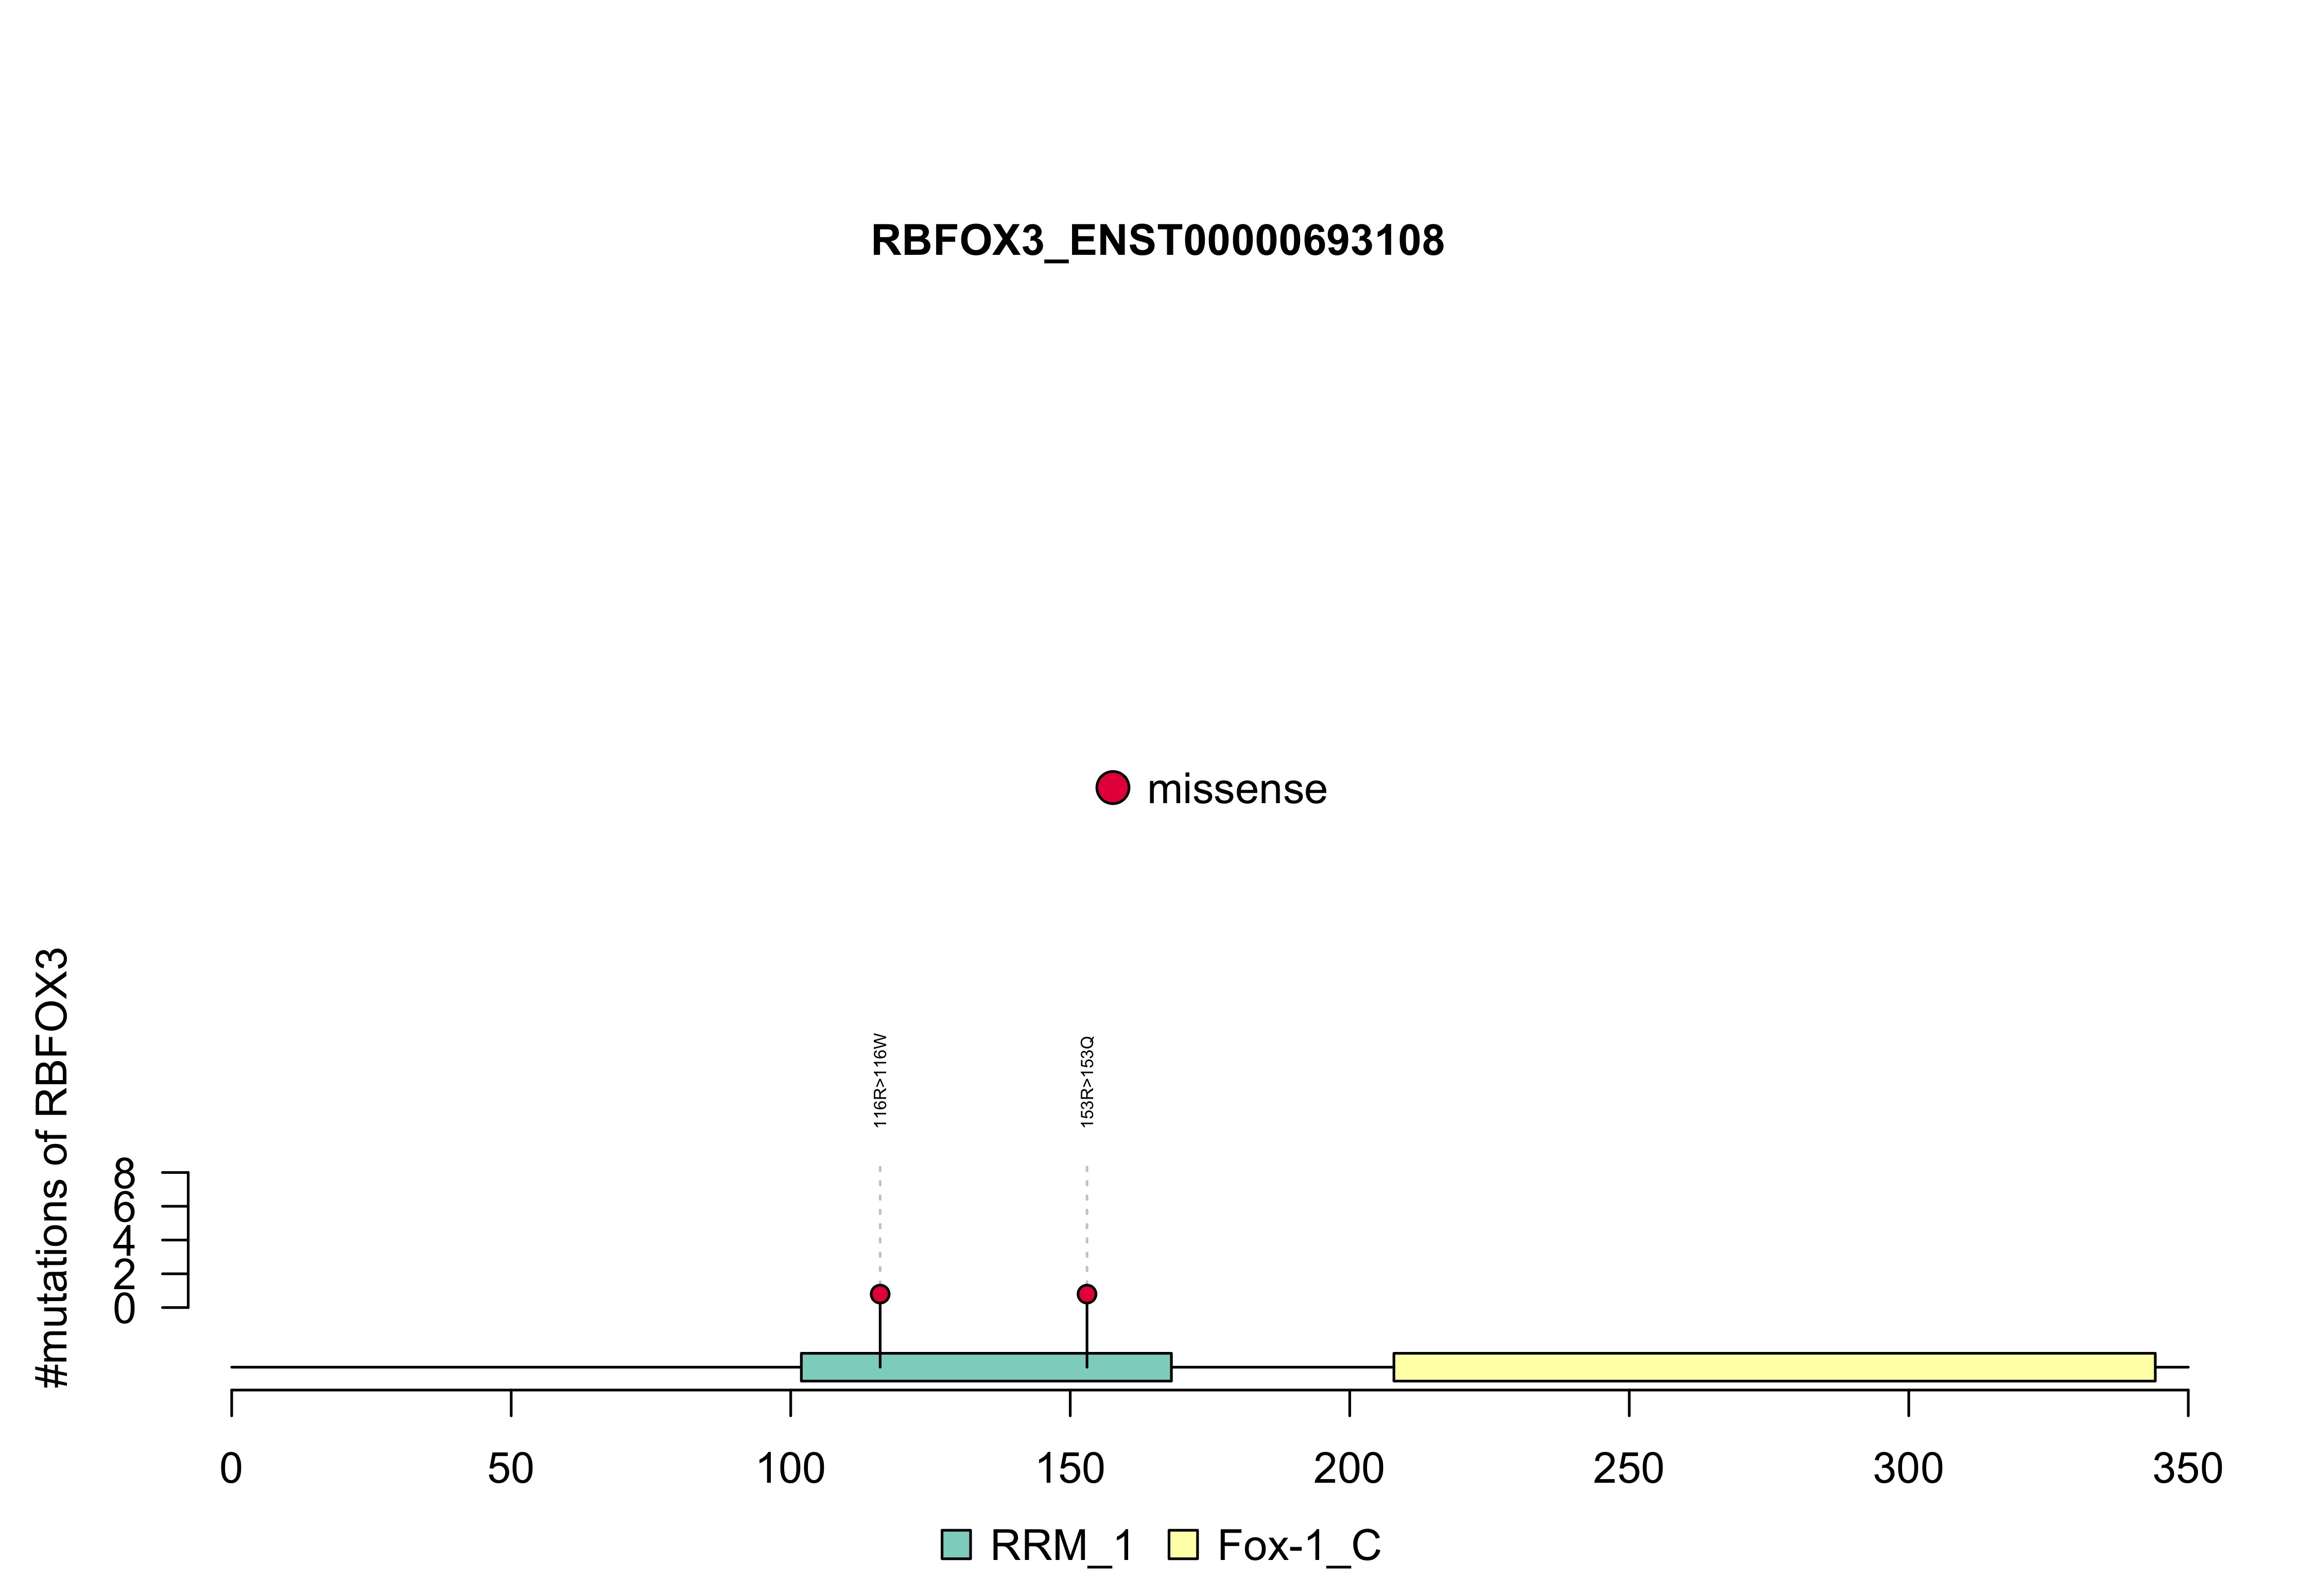 RBFOX3_ENST00000693108
missense
#mutations of RBFOX3
116R>116W
153R>153Q
8
6
4
2
0
0 50 100 150 200 250 300 350
RRM_1 Fox-1_C